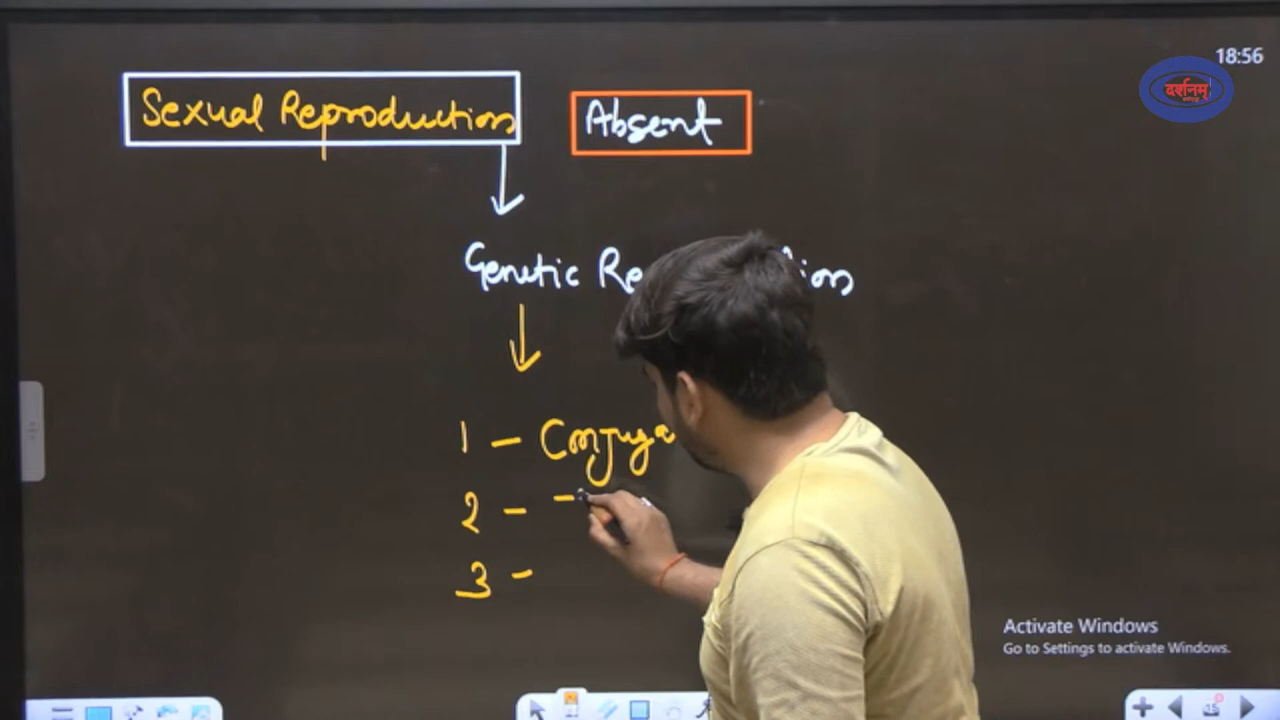 18:56
दर्शनम्
Sexual Reproduction Absent
Genetic Re ion
1 - Conjuga
2 -
3 -
Activate Windows
Go to Settings to activate Windows.
15